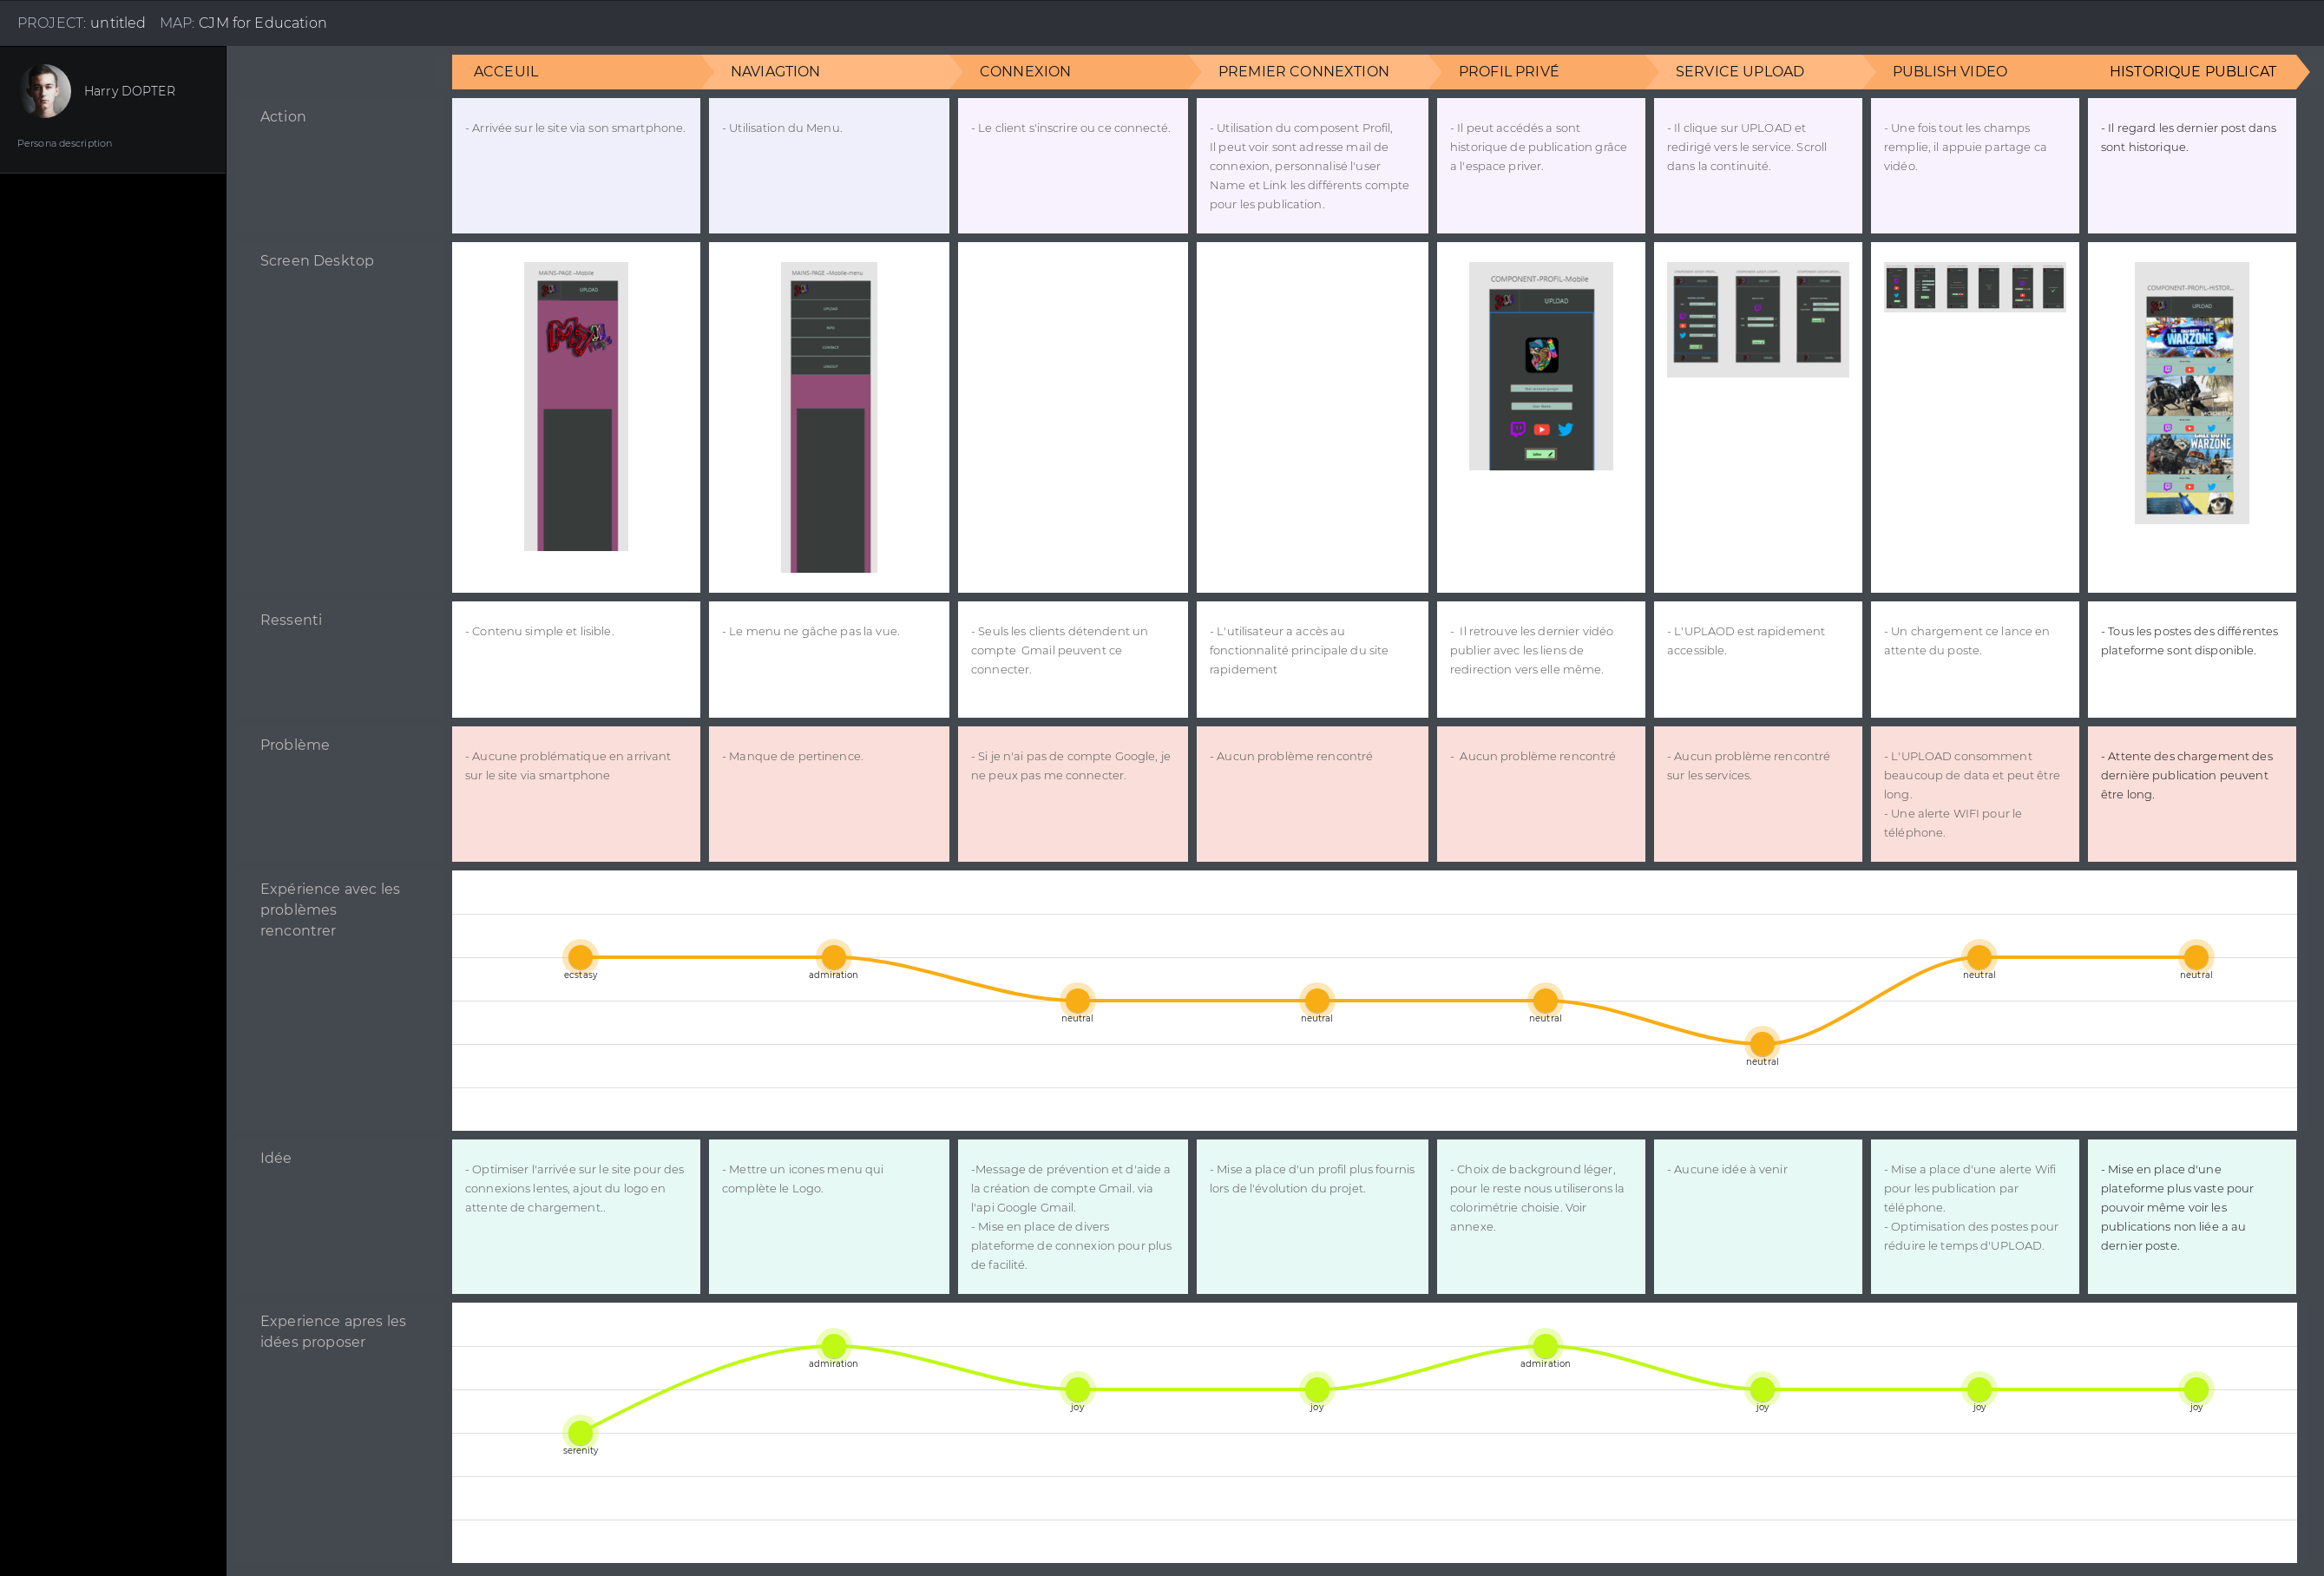 PROJECT: untitled MAP: CJM for Education
Harry DOPTER
Persona description
ACCEUIL
NAVIAGTION
CONNEXION
PREMIER CONNEXTION
PROFIL PRIVÉ
SERVICE UPLOAD
PUBLISH VIDEO
HISTORIQUE PUBLICAT
Action
- Arrivée sur le site via son smartphone.
- Utilisation du Menu.
- Le client s'inscrire ou ce connecté.
- Utilisation du composent Profil,
Il peut voir sont adresse mail de
connexion, personnalisé l'user
Name et Link les différents compte
pour les publication.
- Il peut accédés a sont
historique de publication grâce
a l'espace priver.
- Il clique sur UPLOAD et
redirigé vers le service. Scroll
dans la continuité.
- Une fois tout les champs
remplie, il appuie partage ca
vidéo.
- Il regard les dernier post dans
sont historique.
Screen Desktop
MAINS-PAGE -Mobile
UPLOAD
MAINS-PAGE -Mobile-menu
UPLOAD
INFO
CONTACT
LOGOUT
COMPONENT-PROFIL-Mobile
UPLOAD
COMPONENT-PROFIL-HISTOR...
UPLOAD
WARZONE
WARZONE
Ressenti
- Contenu simple et lisible.
- Le menu ne gâche pas la vue.
- Seuls les clients détendent un
compte Gmail peuvent ce
connecter.
- L'utilisateur a accès au
fonctionnalité principale du site
rapidement
- Il retrouve les dernier vidéo
publier avec les liens de
redirection vers elle même.
- L'UPLAOD est rapidement
accessible.
- Un chargement ce lance en
attente du poste.
- Tous les postes des différentes
plateforme sont disponible.
Problème
- Aucune problématique en arrivant
sur le site via smartphone
- Manque de pertinence.
- Si je n'ai pas de compte Google, je
ne peux pas me connecter.
- Aucun problème rencontré
- Aucun problème rencontré
- Aucun problème rencontré
sur les services.
- L'UPLOAD consomment
beaucoup de data et peut être
long.
- Une alerte WIFI pour le
téléphone.
- Attente des chargement des
dernière publication peuvent
être long.
Expérience avec les
problèmes
rencontrer
ecstasy
admiration
neutral
neutral
neutral
neutral
neutral
neutral
Idée
- Optimiser l'arrivée sur le site pour des
connexions lentes, ajout du logo en
attente de chargement..
- Mettre un icones menu qui
complète le Logo.
-Message de prévention et d'aide a
la création de compte Gmail. via
l'api Google Gmail.
- Mise en place de divers
plateforme de connexion pour plus
de facilité.
- Mise a place d'un profil plus fournis
lors de l'évolution du projet.
- Choix de background léger,
pour le reste nous utiliserons la
colorimétrie choisie. Voir
annexe.
- Aucune idée à venir
- Mise a place d'une alerte Wifi
pour les publication par
téléphone.
- Optimisation des postes pour
réduire le temps d'UPLOAD.
- Mise en place d'une
plateforme plus vaste pour
pouvoir même voir les
publications non liée a au
dernier poste.
Experience apres les
idées proposer
serenity
admiration
joy
joy
admiration
joy
joy
joy